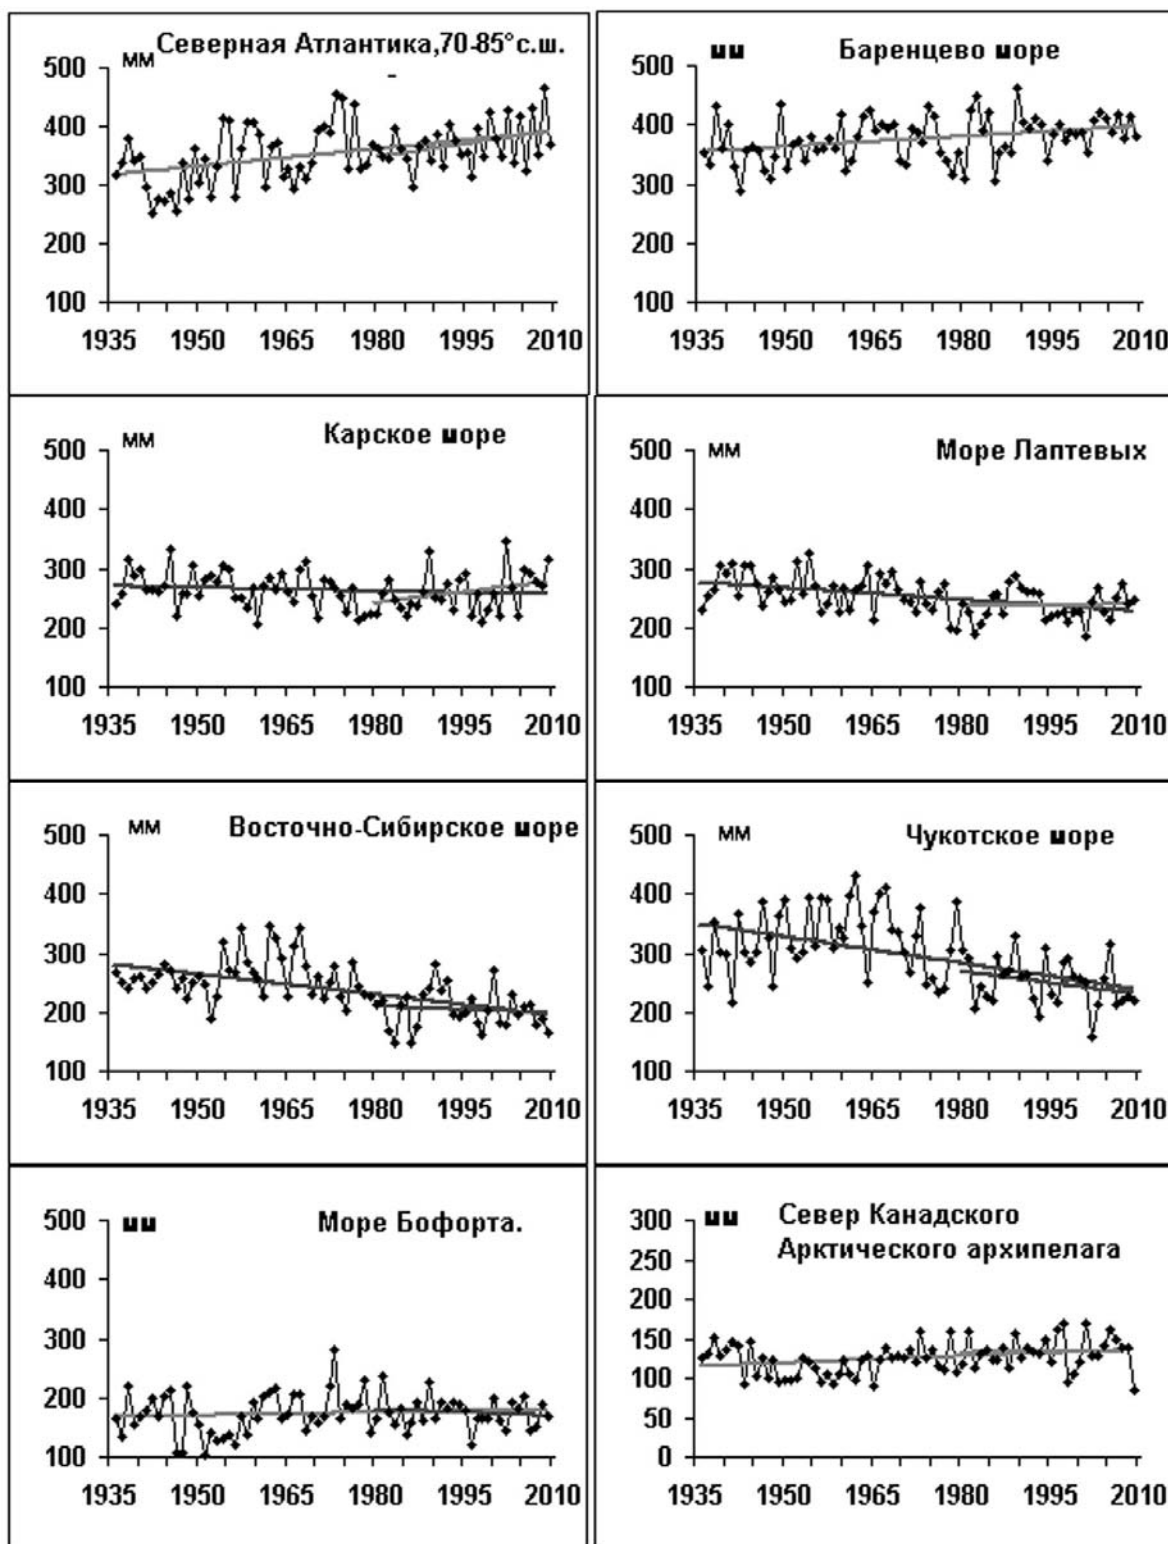 мм Северная Атлантика,70-85°с.ш.
500
400
300
200
100
1935 1950 1965 1980 1995 2010
мм Баренцево море
500
400
300
200
100
1935 1950 1965 1980 1995 2010
мм Карское море
500
400
300
200
100
1935 1950 1965 1980 1995 2010
мм Море Лаптевых
500
400
300
200
100
1935 1950 1965 1980 1995 2010
мм Восточно-Сибирское море
500
400
300
200
100
1935 1950 1965 1980 1995 2010
мм Чукотское море
500
400
300
200
100
1935 1950 1965 1980 1995 2010
мм Море Бофорта.
500
400
300
200
100
1935 1950 1965 1980 1995 2010
мм Север Канадского
Арктического архипелага
300
250
200
150
100
50
0
1935 1950 1965 1980 1995 2010